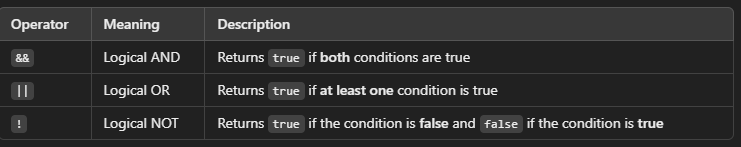 Operator Meaning Description
&& Logical AND Returns true if both conditions are true
|| Logical OR Returns true if at least one condition is true
! Logical NOT Returns true if the condition is false and false if the condition is true